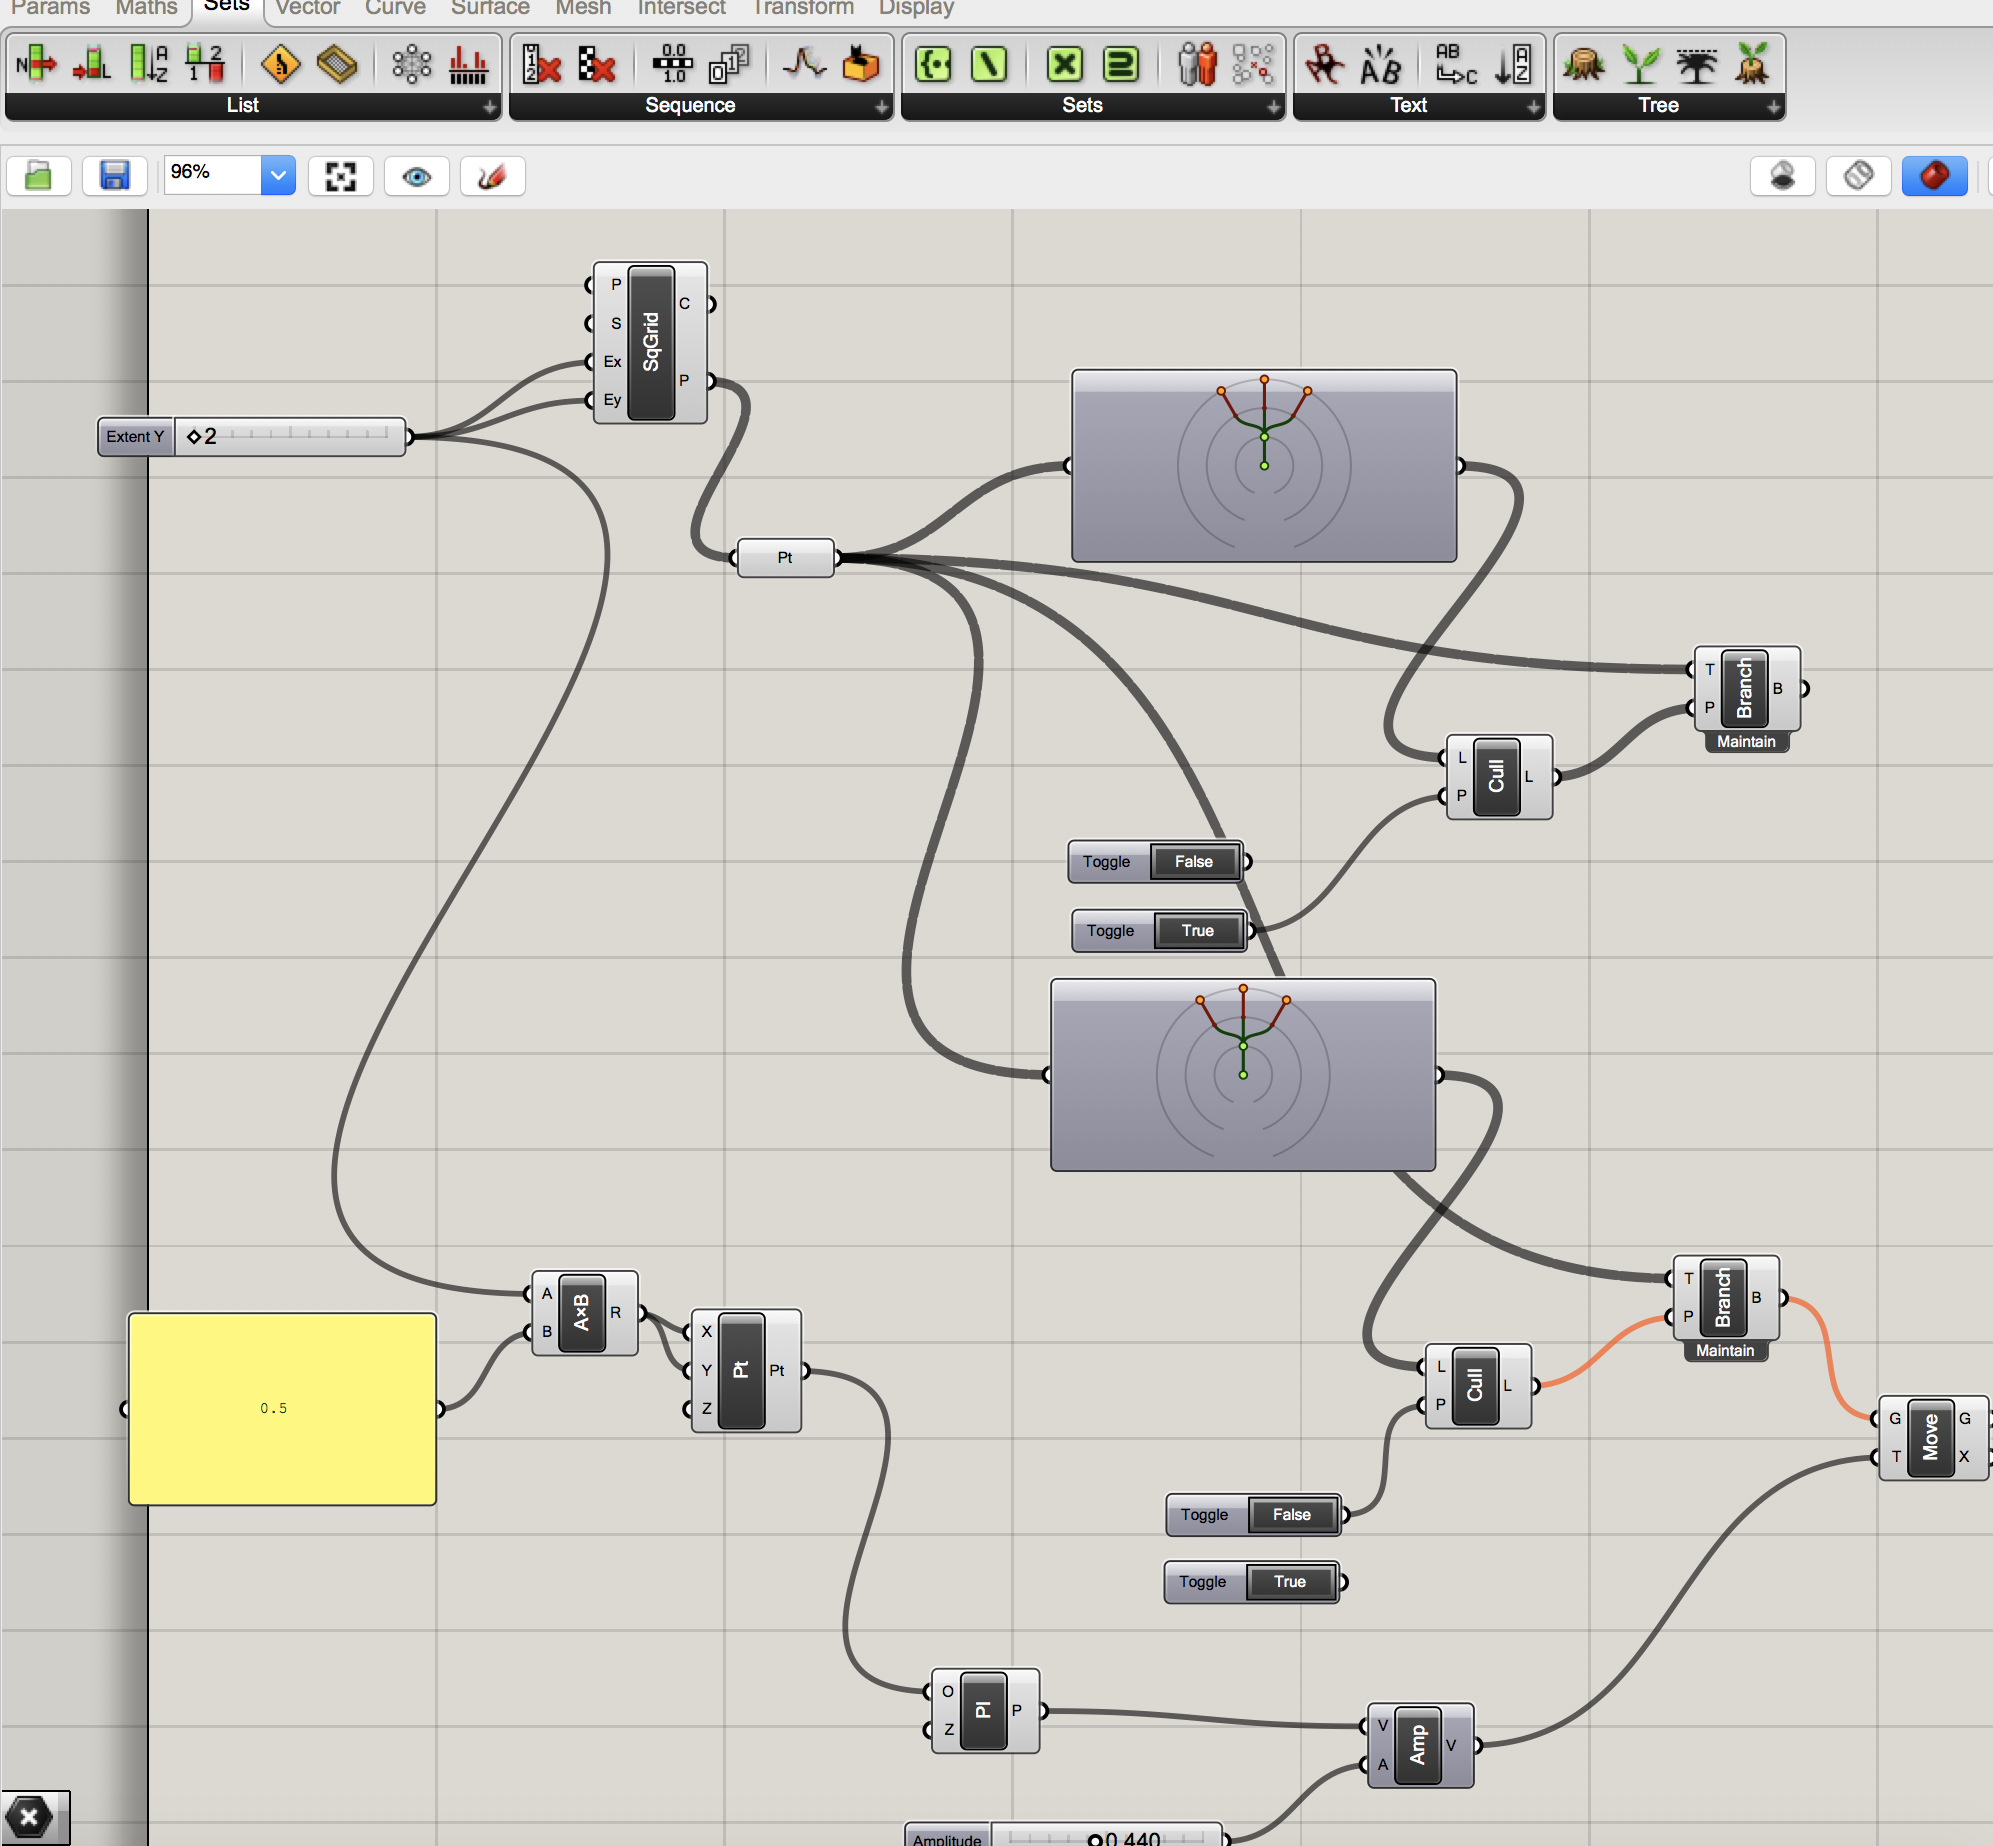 Params Maths Sets Vector Curve Surface Mesh Intersect Transform Display
List Sequence Sets Text Tree
96%
P
S
Ex
Ey
SqGrid
C
P
Extent Y 2
Pt
T
P
Branch
B
Maintain
L
P
Cull
L
Toggle False
Toggle True
A
B
A×B
R
0.5
X
Y
Z
Pt
Pt
T
P
Branch
B
Maintain
L
P
Cull
L
G
T
Move
G
X
Toggle False
Toggle True
O
Z
Pl
P
V
A
Amp
V
Amplitude 0.440